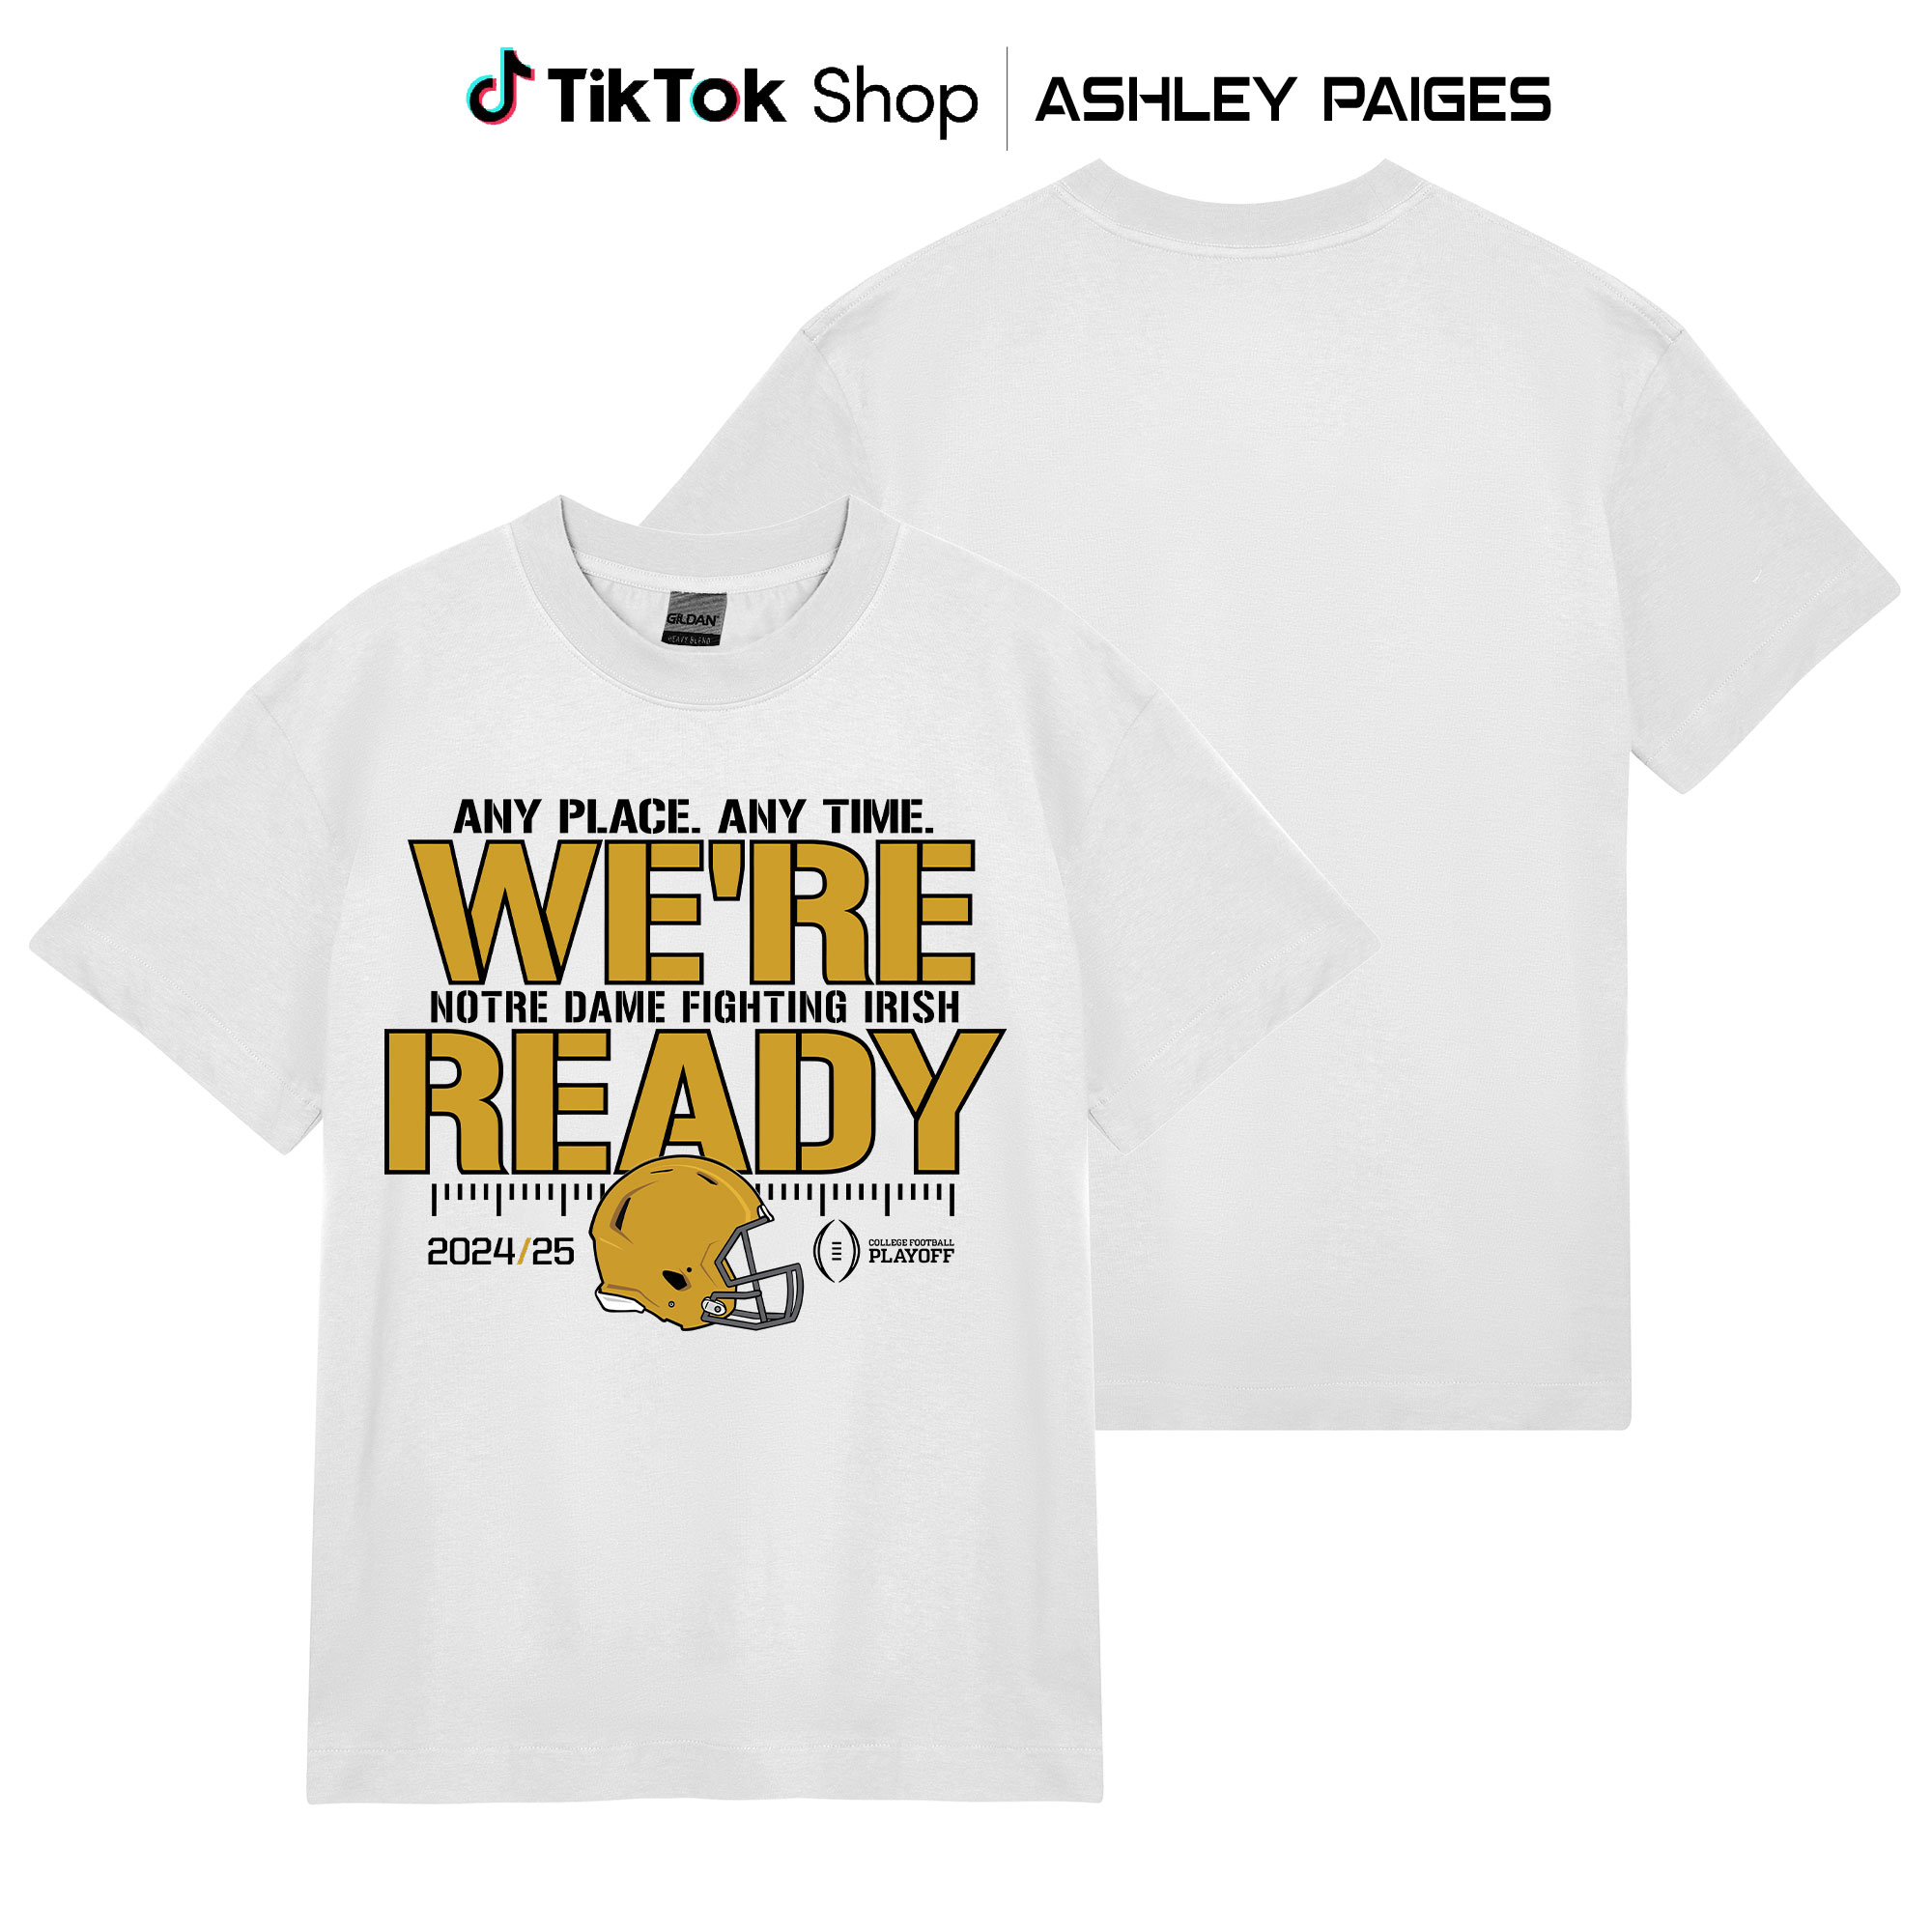 TikTok Shop | ASHLEY PAIGES
GILDAN
HEAVY BLEND
ANY PLACE. ANY TIME.
WE'RE
NOTRE DAME FIGHTING IRISH
READY
2024/25
COLLEGE FOOTBALL
PLAYOFF